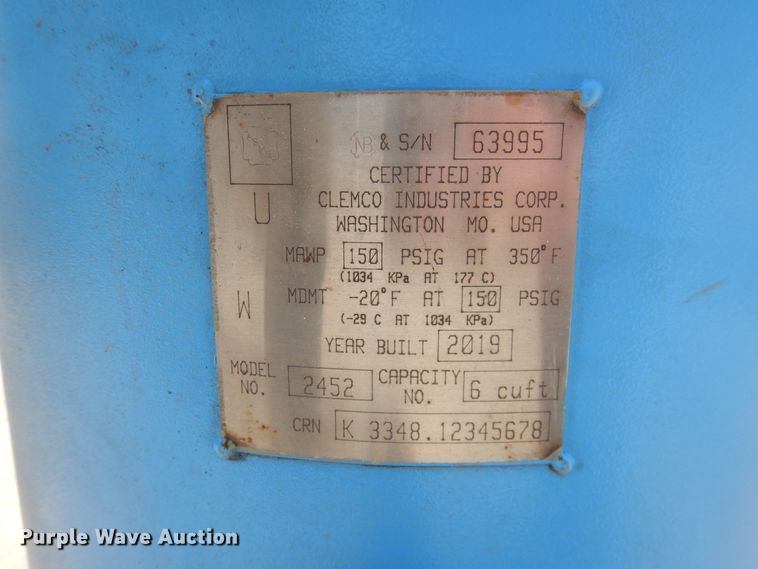 NB & S/N 63995
CERTIFIED BY
CLEMCO INDUSTRIES CORP.
WASHINGTON MO. USA
U
MAWP 150 PSIG AT 350°F
(1034 KPa AT 177 C)
W
MDMT -20°F AT 150 PSIG
(-29 C AT 1034 KPa)
YEAR BUILT 2019
MODEL NO. 2452 CAPACITY NO. 6 cuft
CRN K 3348.12345678
Purple Wave Auction